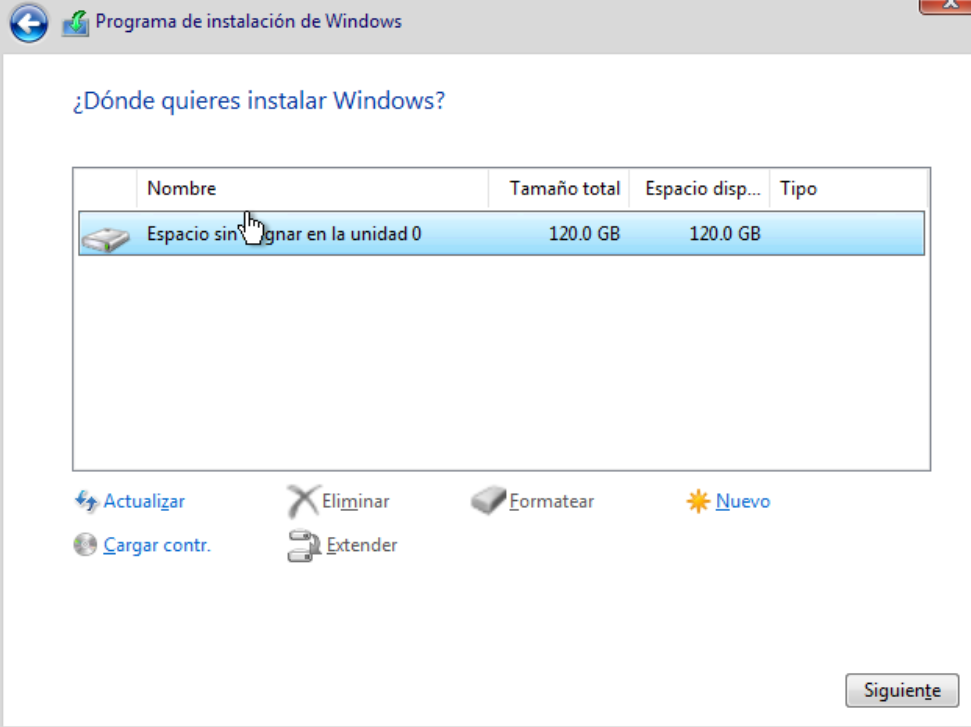 Programa de instalación de Windows
¿Dónde quieres instalar Windows?
Nombre Tamaño total Espacio disp... Tipo
Espacio sin gnar en la unidad 0 120.0 GB 120.0 GB
Actualizar Eliminar Formatear Nuevo
Cargar contr. Extender
Siguiente